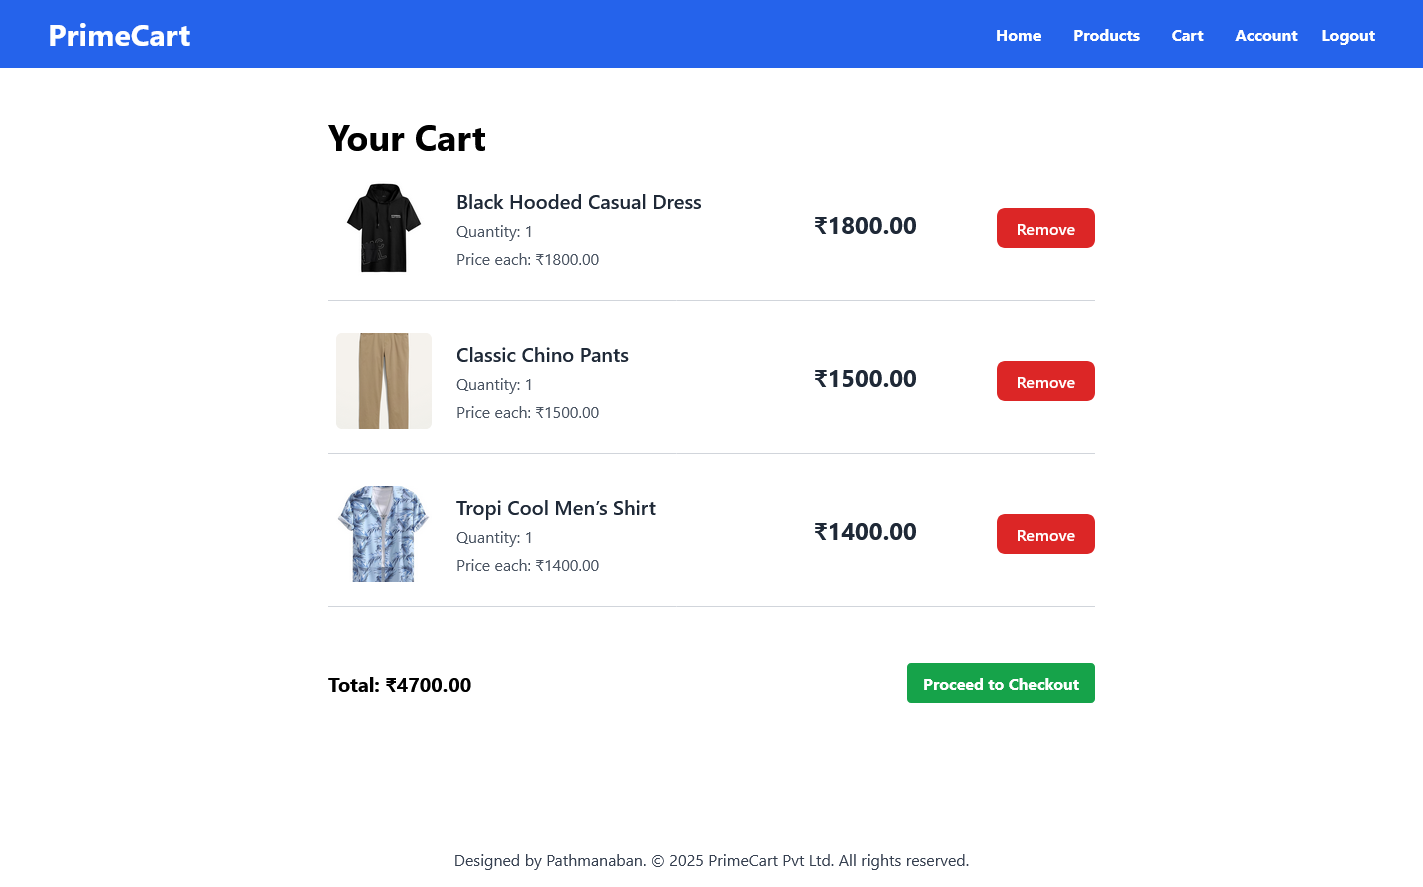 PrimeCart
Home Products Cart Account Logout
Your Cart
Black Hooded Casual Dress
Quantity: 1
Price each: ₹1800.00
₹1800.00
Remove
Classic Chino Pants
Quantity: 1
Price each: ₹1500.00
₹1500.00
Remove
Tropi Cool Men’s Shirt
Quantity: 1
Price each: ₹1400.00
₹1400.00
Remove
Total: ₹4700.00
Proceed to Checkout
Designed by Pathmanaban. © 2025 PrimeCart Pvt Ltd. All rights reserved.